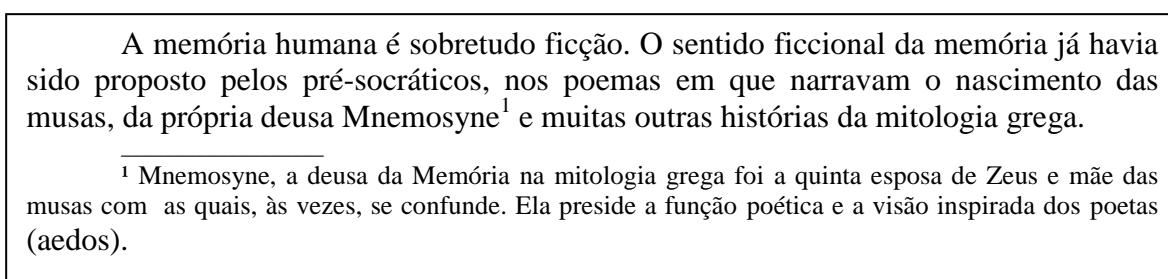 A memória humana é sobretudo ficção. O sentido ficcional da memória já havia
sido proposto pelos pré-socráticos, nos poemas em que narravam o nascimento das
musas, da própria deusa Mnemosyne¹ e muitas outras histórias da mitologia grega.
¹ Mnemosyne, a deusa da Memória na mitologia grega foi a quinta esposa de Zeus e mãe das
musas com as quais, às vezes, se confunde. Ela preside a função poética e a visão inspirada dos poetas
(aedos).